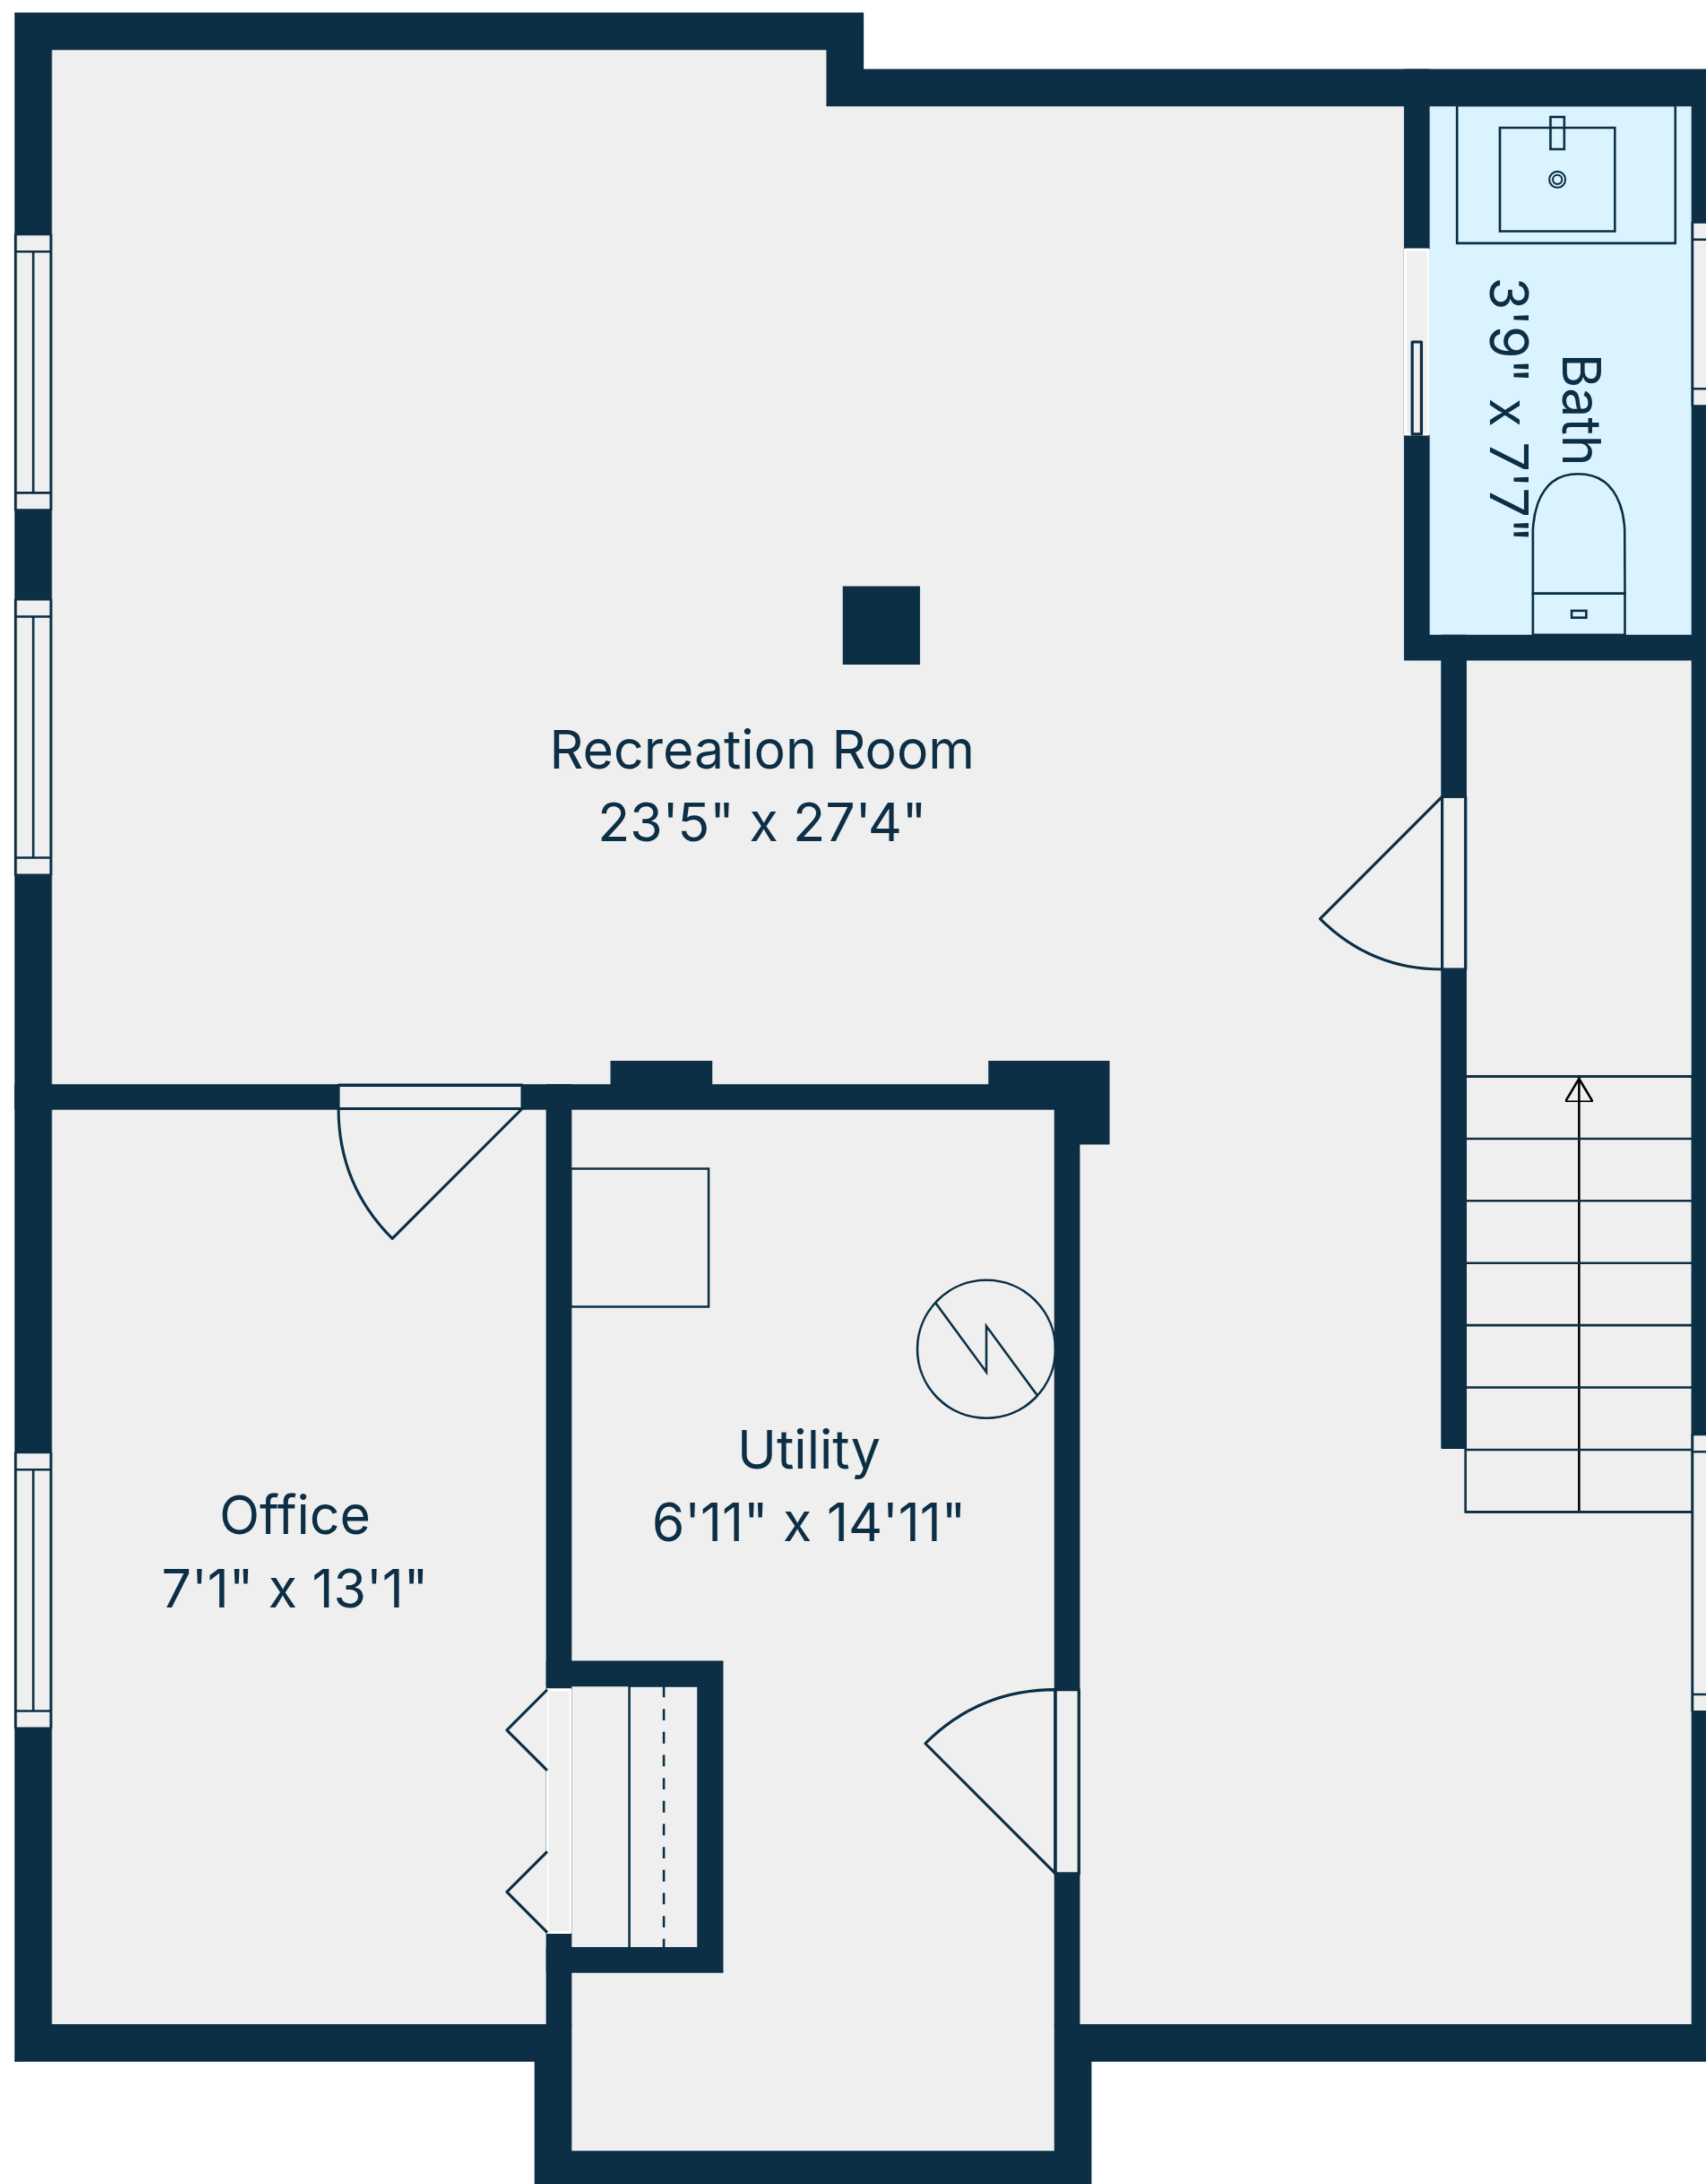 Bath
3'9" x 7'7"
Recreation Room
23'5" x 27'4"
Utility
6'11" x 14'11"
Office
7'1" x 13'1"